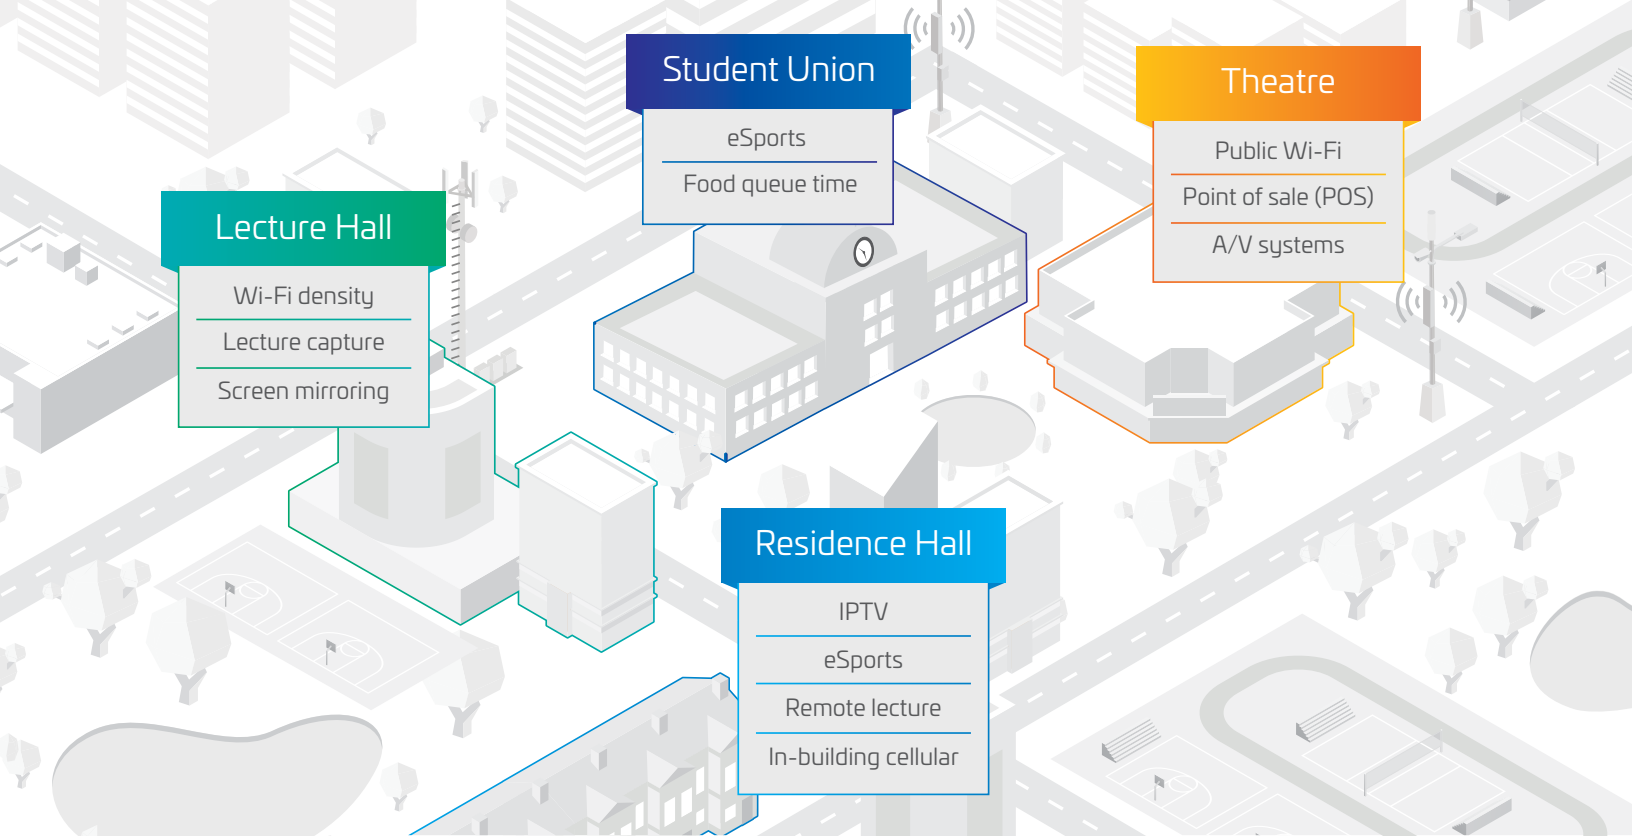 Student Union
eSports
Food queue time
Theatre
Public Wi-Fi
Point of sale (POS)
A/V systems
Lecture Hall
Wi-Fi density
Lecture capture
Screen mirroring
Residence Hall
IPTV
eSports
Remote lecture
In-building cellular